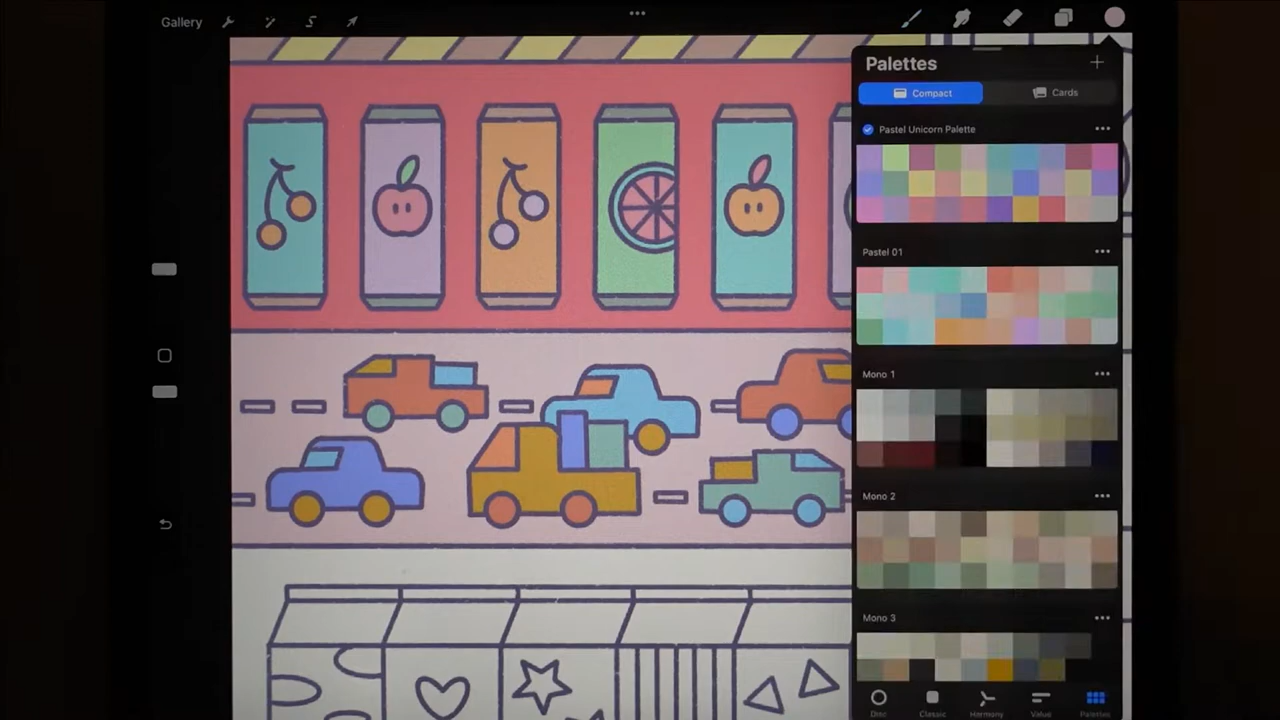 Gallery
Palettes
Compact
Cards
Pastel Unicorn Palette
Pastel 01
Mono 1
Mono 2
Mono 3
Disc
Classic
Harmony
Value
Palettes